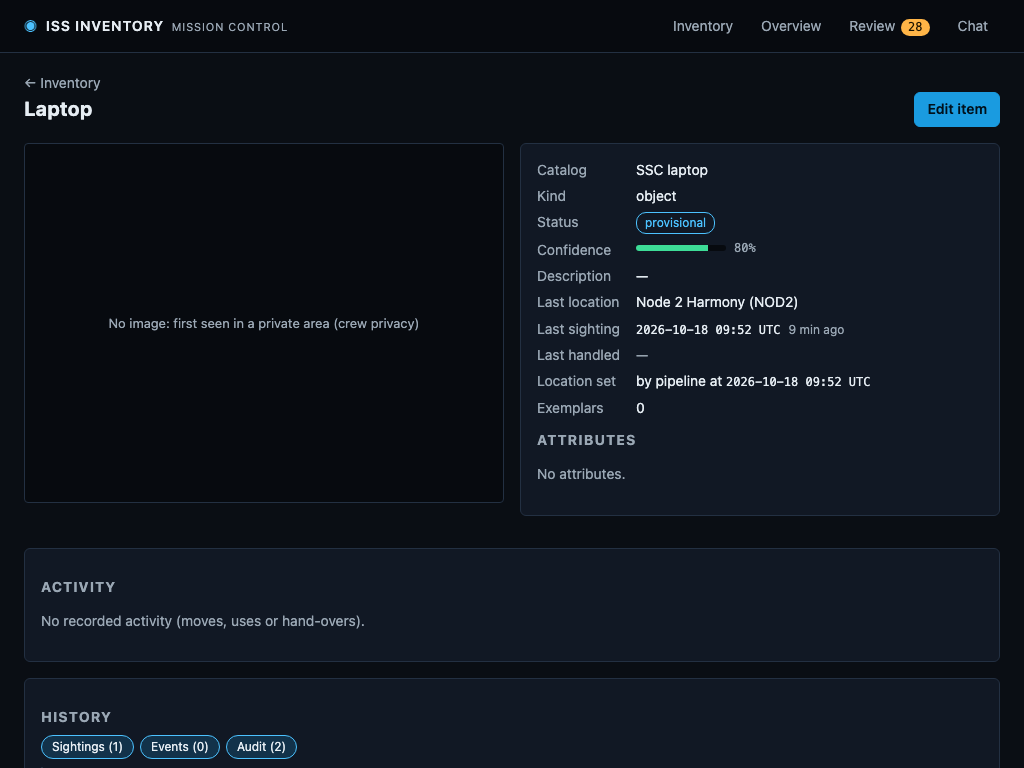 ISS INVENTORY MISSION CONTROL
Inventory Overview Review 28 Chat
← Inventory
Laptop
Edit item
No image: first seen in a private area (crew privacy)
Catalog SSC laptop
Kind object
Status provisional
Confidence 80%
Description —
Last location Node 2 Harmony (NOD2)
Last sighting 2026-10-18 09:52 UTC 9 min ago
Last handled —
Location set by pipeline at 2026-10-18 09:52 UTC
Exemplars 0
ATTRIBUTES
No attributes.
ACTIVITY
No recorded activity (moves, uses or hand-overs).
HISTORY
Sightings (1) Events (0) Audit (2)